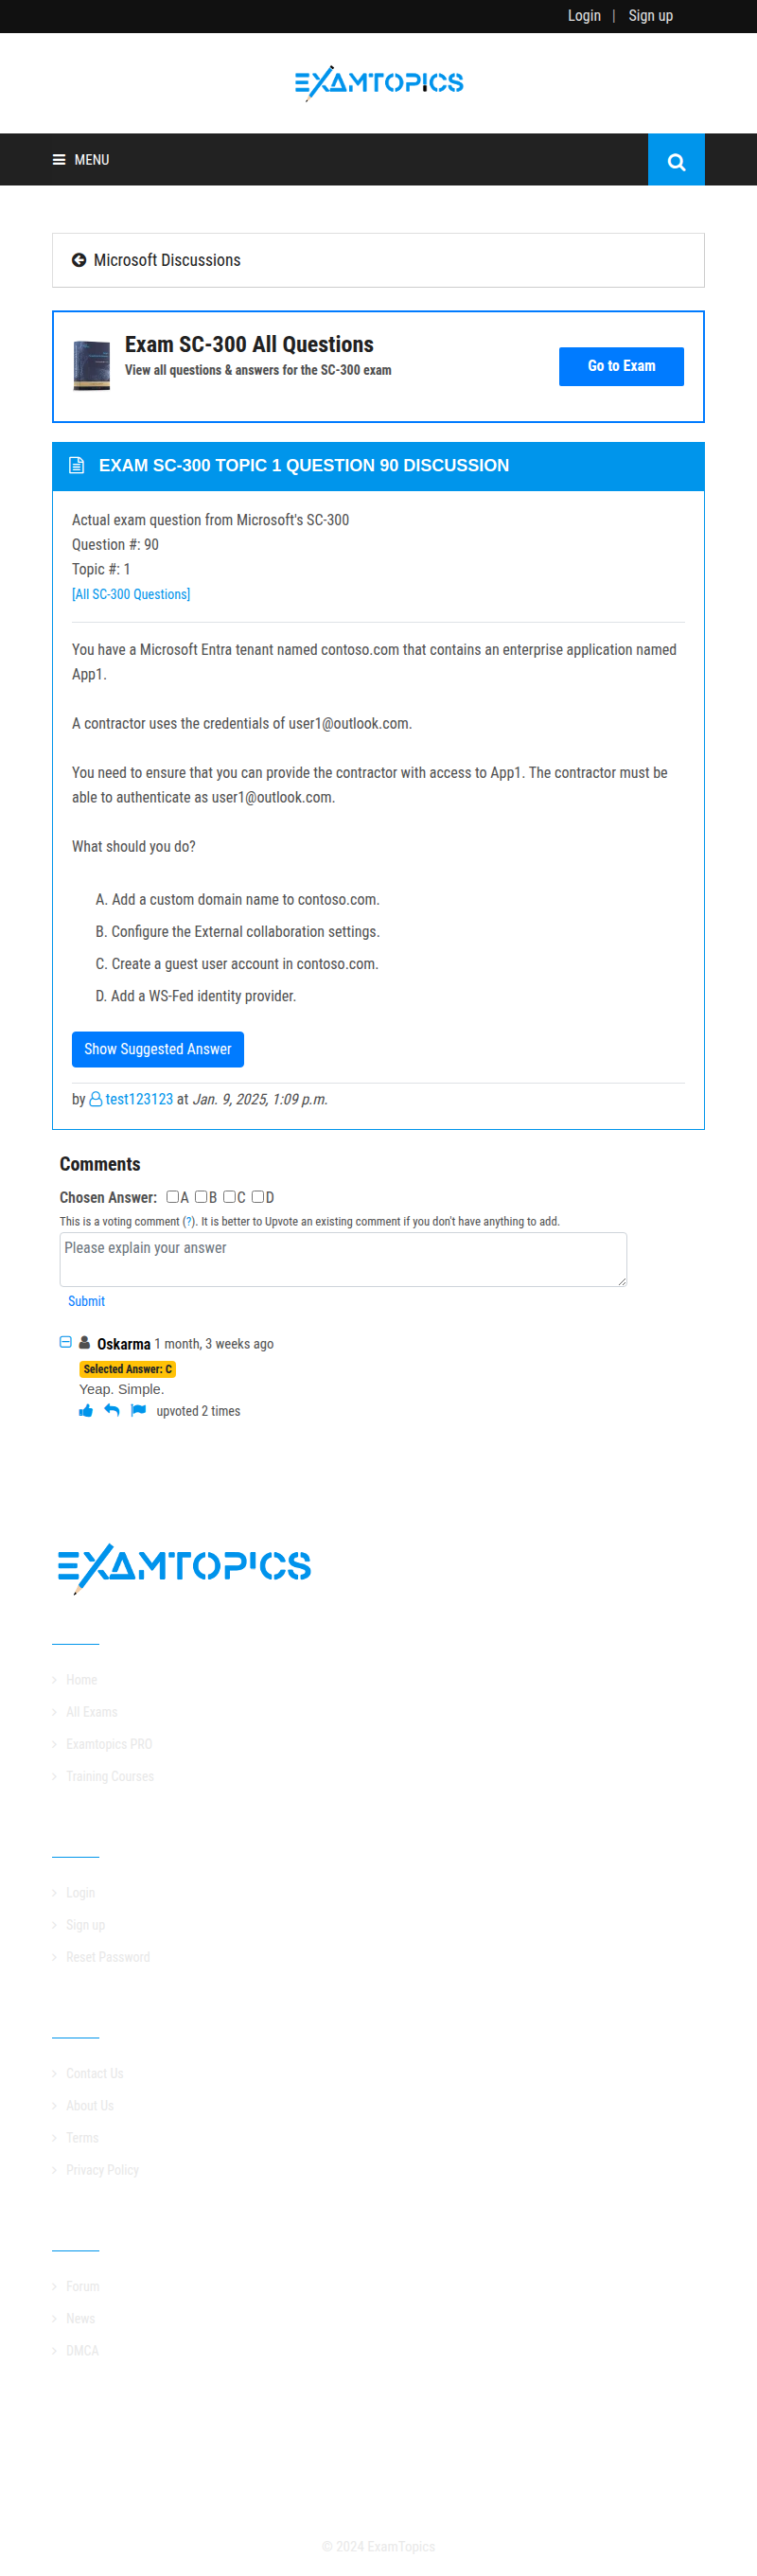 Login | Sign up
EXAMTOPICS
MENU
Microsoft Discussions
Exam SC-300 All Questions
View all questions & answers for the SC-300 exam
Go to Exam
EXAM SC-300 TOPIC 1 QUESTION 90 DISCUSSION
Actual exam question from Microsoft's SC-300
Question #: 90
Topic #: 1
[All SC-300 Questions]
You have a Microsoft Entra tenant named contoso.com that contains an enterprise application named
App1.
A contractor uses the credentials of user1@outlook.com.
You need to ensure that you can provide the contractor with access to App1. The contractor must be
able to authenticate as user1@outlook.com.
What should you do?
A. Add a custom domain name to contoso.com.
B. Configure the External collaboration settings.
C. Create a guest user account in contoso.com.
D. Add a WS-Fed identity provider.
Show Suggested Answer
by test123123 at Jan. 9, 2025, 1:09 p.m.
Comments
Chosen Answer: A B C D
This is a voting comment (?). It is better to Upvote an existing comment if you don't have anything to add.
Please explain your answer
Submit
Oskarma 1 month, 3 weeks ago
Selected Answer: C
Yeap. Simple.
upvoted 2 times
EXAMTOPICS
Home
All Exams
Examtopics PRO
Training Courses
Login
Sign up
Reset Password
Contact Us
About Us
Terms
Privacy Policy
Forum
News
DMCA
© 2024 ExamTopics